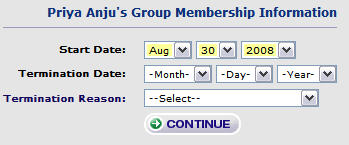 Priya Anju's Group Membership Information
Start Date: Aug 30 2008
Termination Date: -Month- -Day- -Year-
Termination Reason: --Select--
CONTINUE